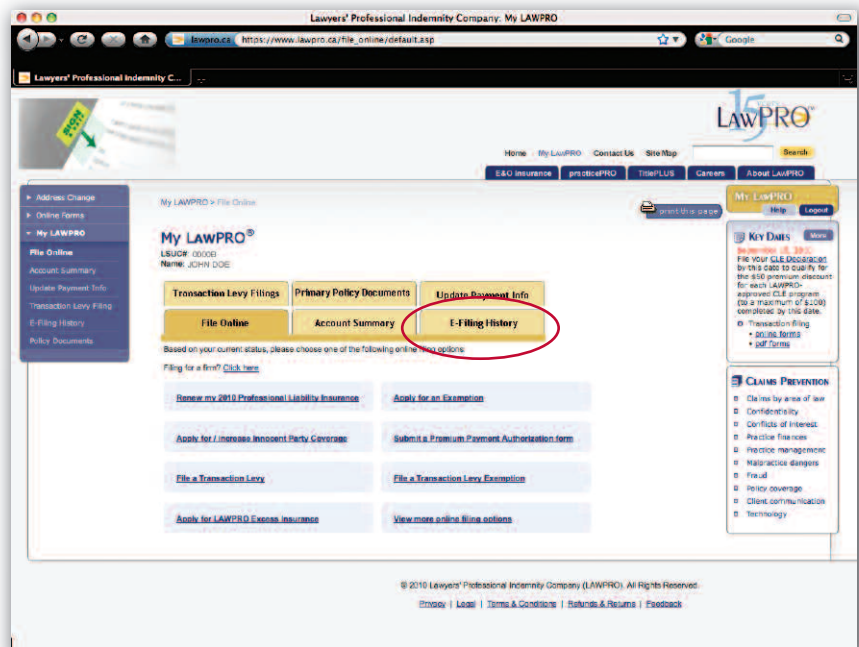 Lawyers' Professional Indemnity Company: My LAWPRO
lawpro.ca https://www.lawpro.ca/file_online/default.asp
Google
Lawyers' Professional Indemnity C...
SIGN
15
LAWPRO™
Home My LAWPRO Contact Us Site Map Search
E&O Insurance practicePRO TitlePLUS Careers About LAWPRO
Address Change
Online Forms
My LAWPRO
File Online
Account Summary
Update Payment Info
Transaction Levy Filing
E-Filing History
Policy Documents
My LAWPRO > File Online
print this page
My LAWPRO®
LSUC#: 0000B
Name: JOHN DOE
Transaction Levy Filings Primary Policy Documents Update Payment Info
File Online Account Summary E-Filing History
Based on your current status, please choose one of the following online filing options:
Filing for a firm? Click here
Renew my 2010 Professional Liability Insurance Apply for an Exemption
Apply for / Increase Innocent Party Coverage Submit a Premium Payment Authorization form
File a Transaction Levy File a Transaction Levy Exemption
Apply for LAWPRO Excess Insurance View more online filing options
My LAWPRO
Help Logout
KEY DATES More
September 15,
File your CLE Declaration
by this date to qualify for
the $50 premium discount
for each LAWPRO-
approved CLE program
(to a maximum of $100)
completed by this date.
Transaction filing
• online forms
• pdf forms
CLAIMS PREVENTION
Claims by area of law
Confidentiality
Conflicts of interest
Practice finances
Practice management
Malpractice dangers
Fraud
Policy coverage
Client communication
Technology
© 2010 Lawyers' Professional Indemnity Company (LAWPRO). All Rights Reserved.
Privacy | Legal | Terms & Conditions | Refunds & Returns | Feedback